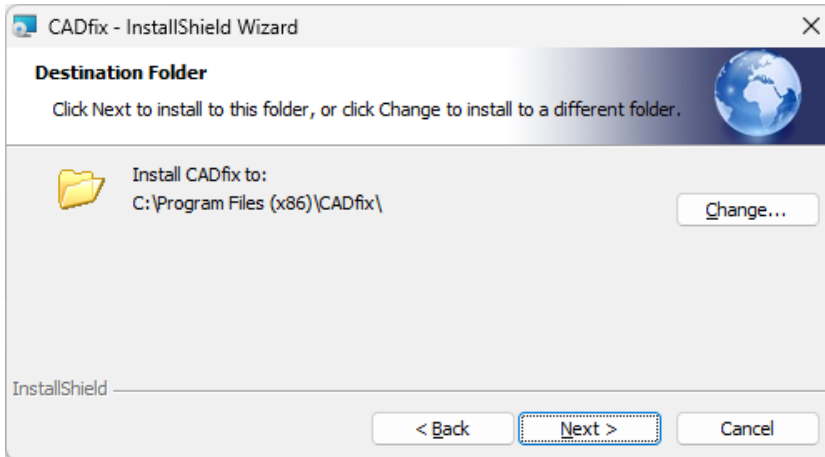 CADfix - InstallShield Wizard
Destination Folder
Click Next to install to this folder, or click Change to install to a different folder.
Install CADfix to:
C:\Program Files (x86)\CADfix\
Change...
InstallShield
< Back
Next >
Cancel